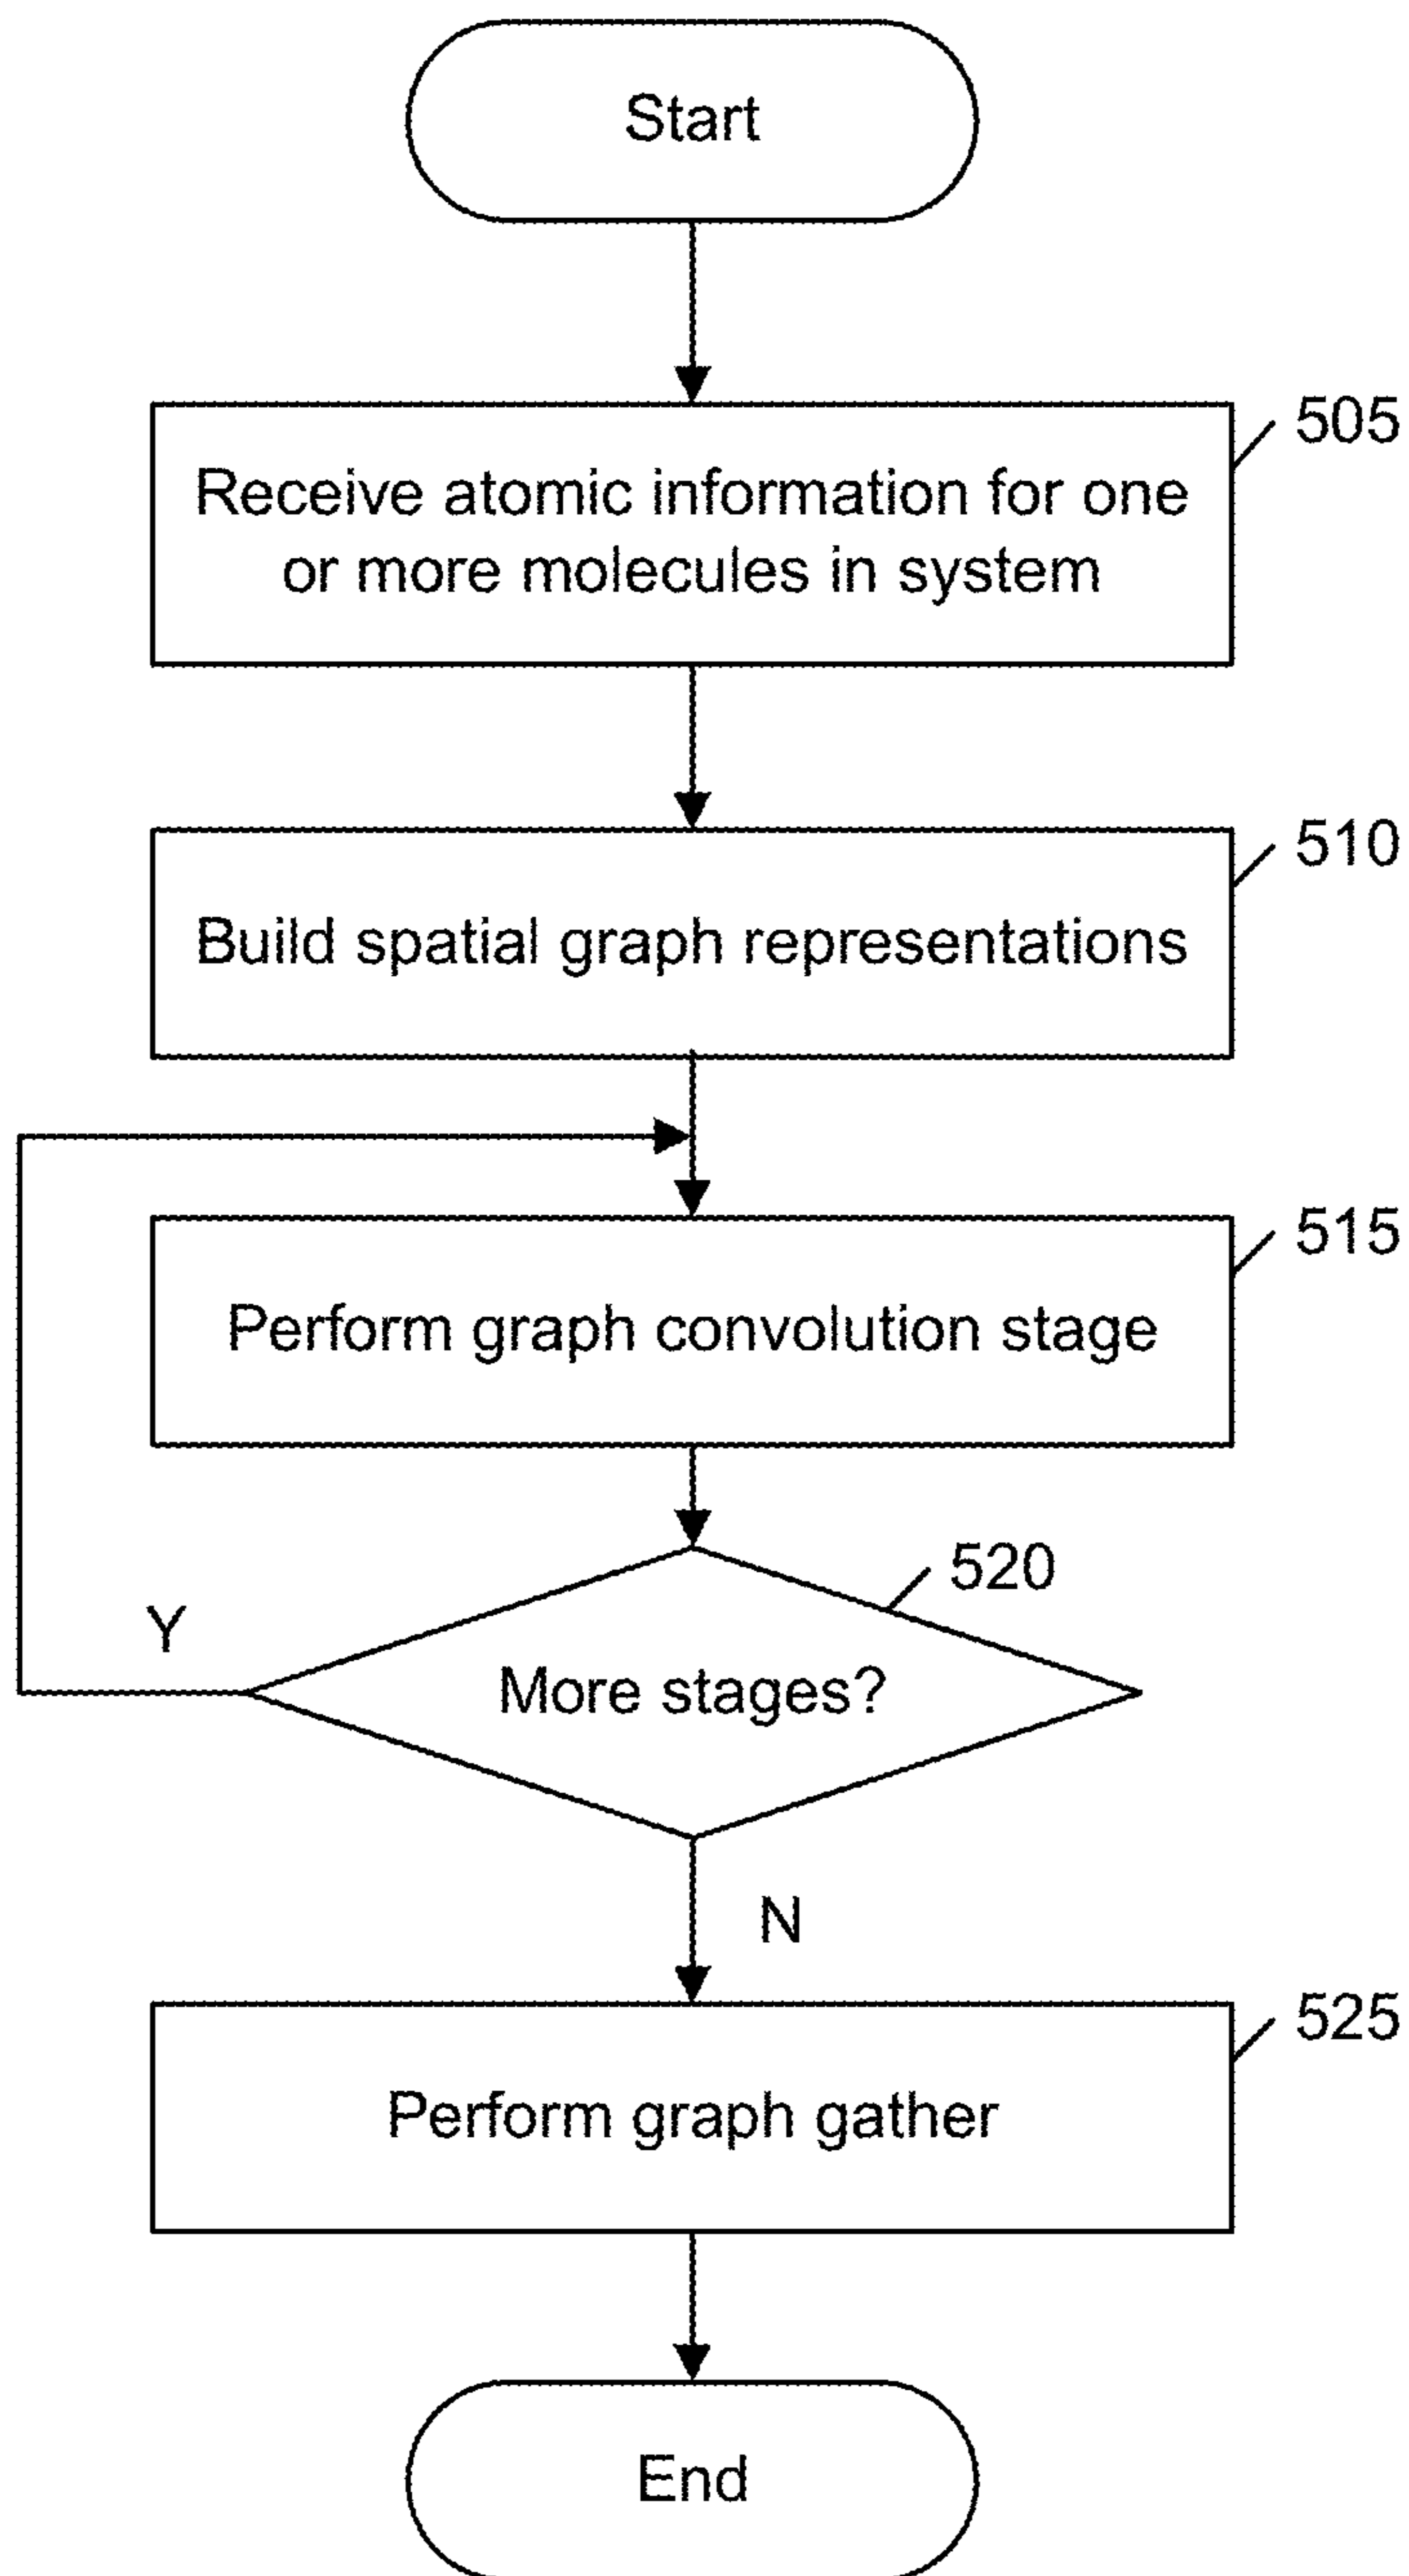 Start
505
Receive atomic information for one
or more molecules in system
510
Build spatial graph representations
515
Perform graph convolution stage
520
Y
More stages?
N
525
Perform graph gather
End